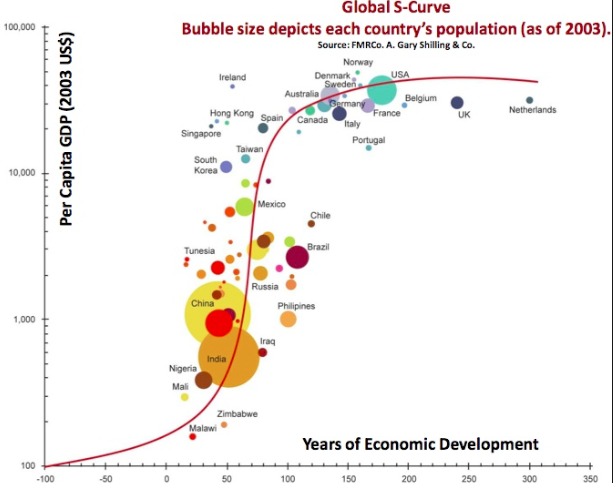 Global S-Curve
Bubble size depicts each country's population (as of 2003).
Source: FMRCo. A. Gary Shilling & Co.
Per Capita GDP (2003 US$)
100,000
10,000
1,000
100
Norway
Ireland
Denmark
USA
Sweden
Australia
Germany
Belgium
Hong Kong
Spain
Canada
France
Singapore
Italy
UK
Netherlands
Portugal
Taiwan
South
Korea
Mexico
Chile
Tunesia
Brazil
Russia
China
Philipines
Iraq
India
Nigeria
Mali
Zimbabwe
Malawi
Years of Economic Development
-100
-50
0
50
100
150
200
250
300
350